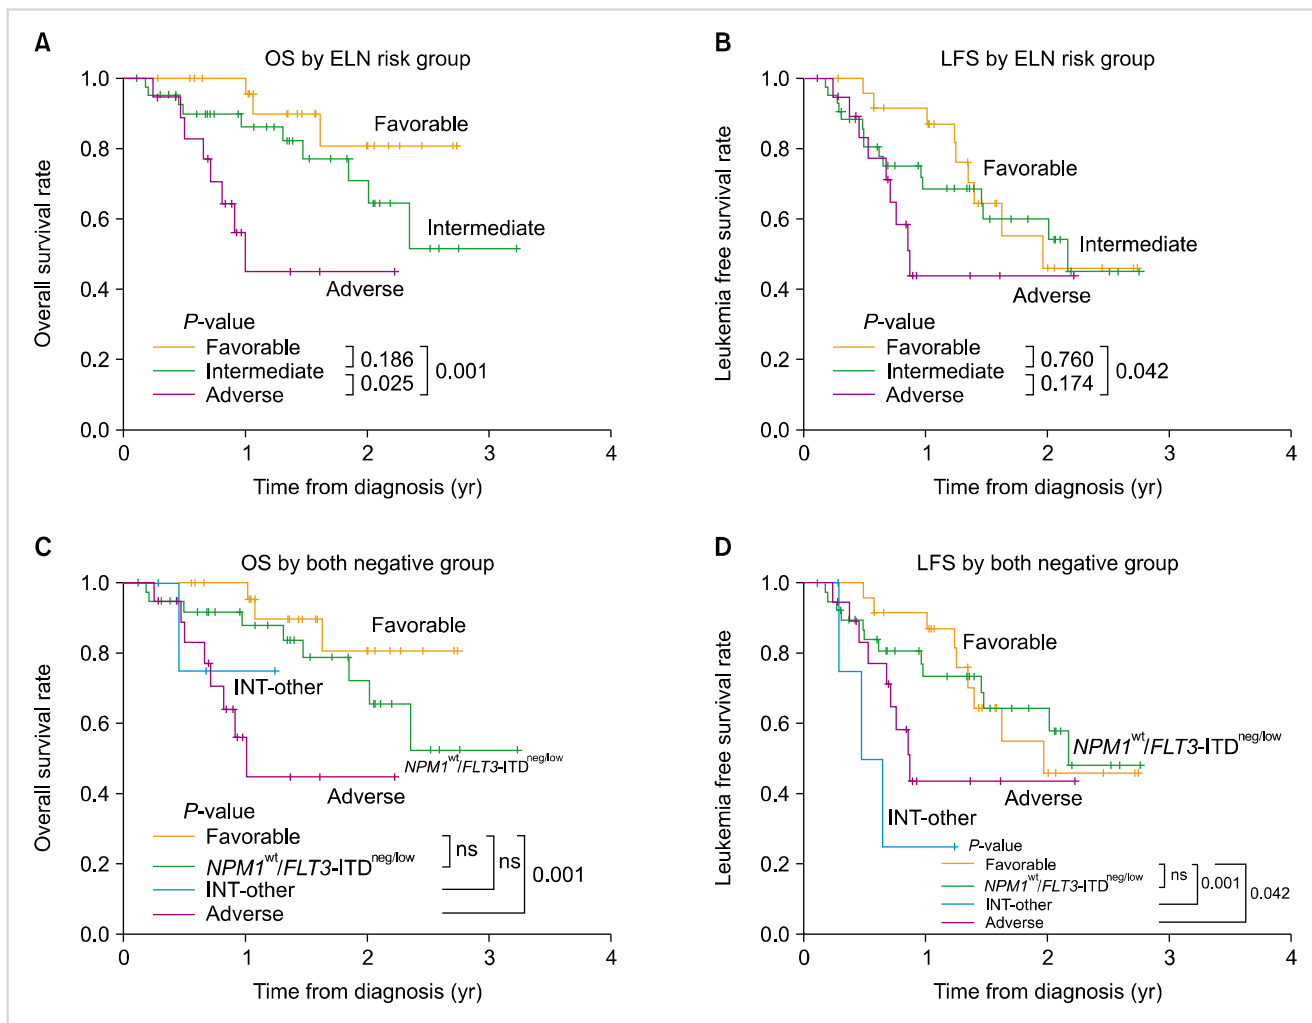 A
OS by ELN risk group
Overall survival rate
1.0
0.8
0.6
0.4
0.2
0.0
Favorable
Intermediate
Adverse
P-value
Favorable
Intermediate
Adverse
0.186
0.025
0.001
0 1 2 3 4
Time from diagnosis (yr)
B
LFS by ELN risk group
Leukemia free survival rate
1.0
0.8
0.6
0.4
0.2
0.0
Favorable
Intermediate
Adverse
P-value
Favorable
Intermediate
Adverse
0.760
0.174
0.042
0 1 2 3 4
Time from diagnosis (yr)
C
OS by both negative group
Overall survival rate
1.0
0.8
0.6
0.4
0.2
0.0
Favorable
INT-other
NPM1wt/FLT3-ITDneg/low
Adverse
P-value
Favorable
NPM1wt/FLT3-ITDneg/low
INT-other
Adverse
ns
ns
0.001
0 1 2 3 4
Time from diagnosis (yr)
D
LFS by both negative group
Leukemia free survival rate
1.0
0.8
0.6
0.4
0.2
0.0
Favorable
NPM1wt/FLT3-ITDneg/low
Adverse
INT-other
P-value
Favorable
NPM1wt/FLT3-ITDneg/low
INT-other
Adverse
ns
0.001
0.042
0 1 2 3 4
Time from diagnosis (yr)